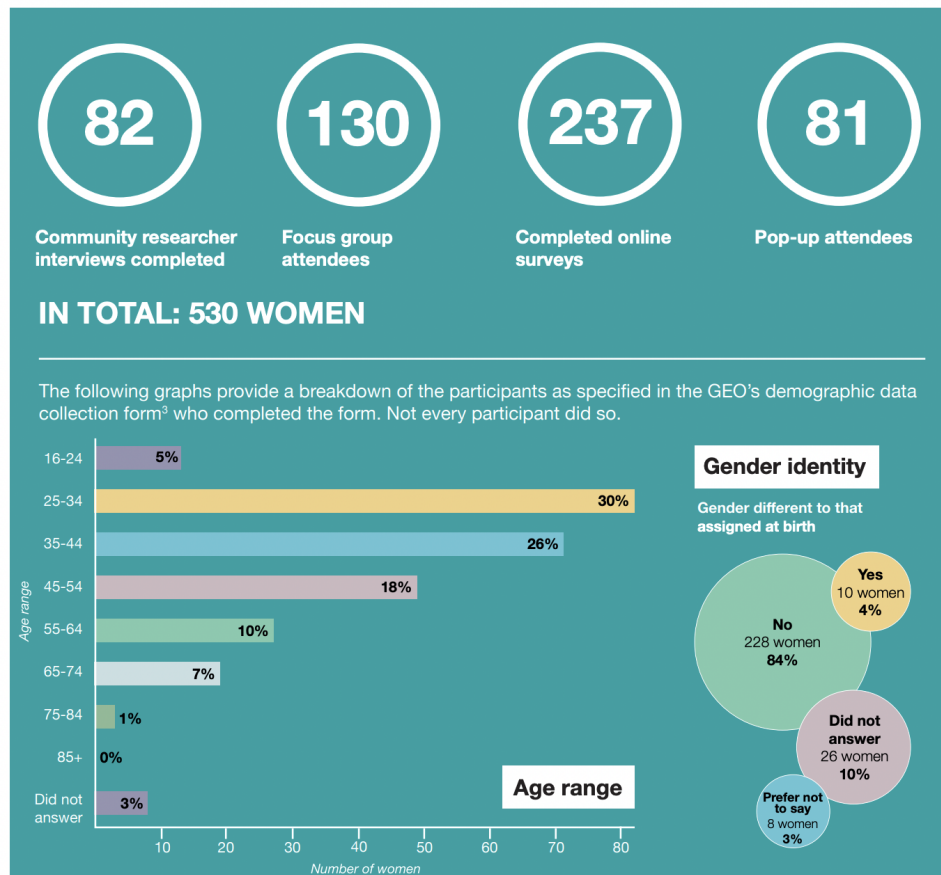 82
130
237
81
Community researcher
interviews completed
Focus group
attendees
Completed online
surveys
Pop-up attendees
IN TOTAL: 530 WOMEN
The following graphs provide a breakdown of the participants as specified in the GEO’s demographic data
collection form³ who completed the form. Not every participant did so.
Age range
16-24
5%
25-34
30%
35-44
26%
45-54
18%
55-64
10%
65-74
7%
75-84
1%
85+
0%
Did not
answer
3%
10 20 30 40 50 60 70 80
Number of women
Age range
Gender identity
Gender different to that
assigned at birth
Yes
10 women
4%
No
228 women
84%
Did not
answer
26 women
10%
Prefer not
to say
8 women
3%